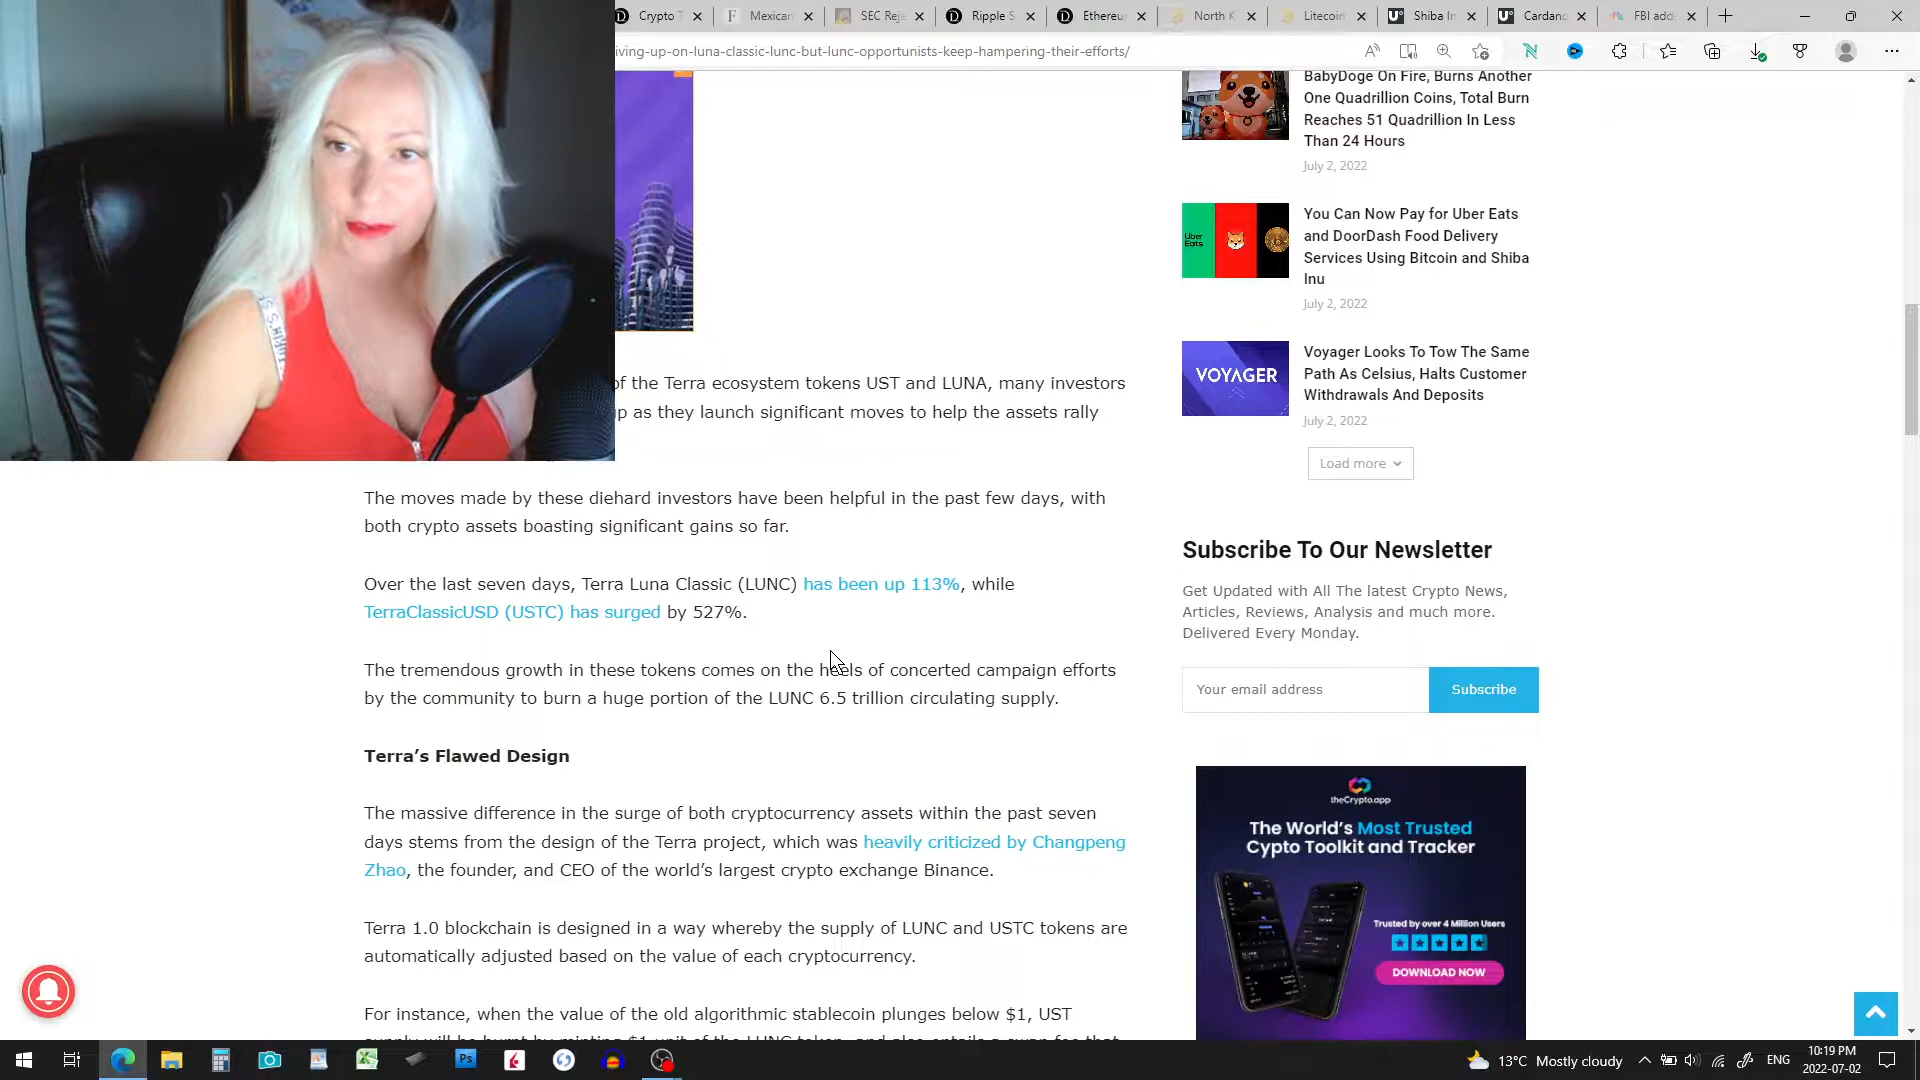 Crypto T
Mexican
SEC Reje
Ripple S
Ethereu
North K
Litecoin
Shiba In
Cardano
FBI add
iving-up-on-luna-classic-lunc-but-lunc-opportunists-keep-hampering-their-efforts/
of the Terra ecosystem tokens UST and LUNA, many investors
p as they launch significant moves to help the assets rally
The moves made by these diehard investors have been helpful in the past few days, with
both crypto assets boasting significant gains so far.
Over the last seven days, Terra Luna Classic (LUNC) has been up 113%, while
TerraClassicUSD (USTC) has surged by 527%.
The tremendous growth in these tokens comes on the heels of concerted campaign efforts
by the community to burn a huge portion of the LUNC 6.5 trillion circulating supply.
Terra’s Flawed Design
The massive difference in the surge of both cryptocurrency assets within the past seven
days stems from the design of the Terra project, which was heavily criticized by Changpeng
Zhao, the founder, and CEO of the world’s largest crypto exchange Binance.
Terra 1.0 blockchain is designed in a way whereby the supply of LUNC and USTC tokens are
automatically adjusted based on the value of each cryptocurrency.
For instance, when the value of the old algorithmic stablecoin plunges below $1, UST
BabyDoge On Fire, Burns Another
One Quadrillion Coins, Total Burn
Reaches 51 Quadrillion In Less
Than 24 Hours
July 2, 2022
Uber
Eats
You Can Now Pay for Uber Eats
and DoorDash Food Delivery
Services Using Bitcoin and Shiba
Inu
July 2, 2022
VOYAGER
Voyager Looks To Tow The Same
Path As Celsius, Halts Customer
Withdrawals And Deposits
July 2, 2022
Load more
Subscribe To Our Newsletter
Get Updated with All The latest Crypto News,
Articles, Reviews, Analysis and much more.
Delivered Every Monday.
Your email address
Subscribe
theCrypto.app
The World's Most Trusted
Cypto Toolkit and Tracker
Trusted by over 4 Million Users
DOWNLOAD NOW
Ps
13°C Mostly cloudy
ENG
10:19 PM
2022-07-02